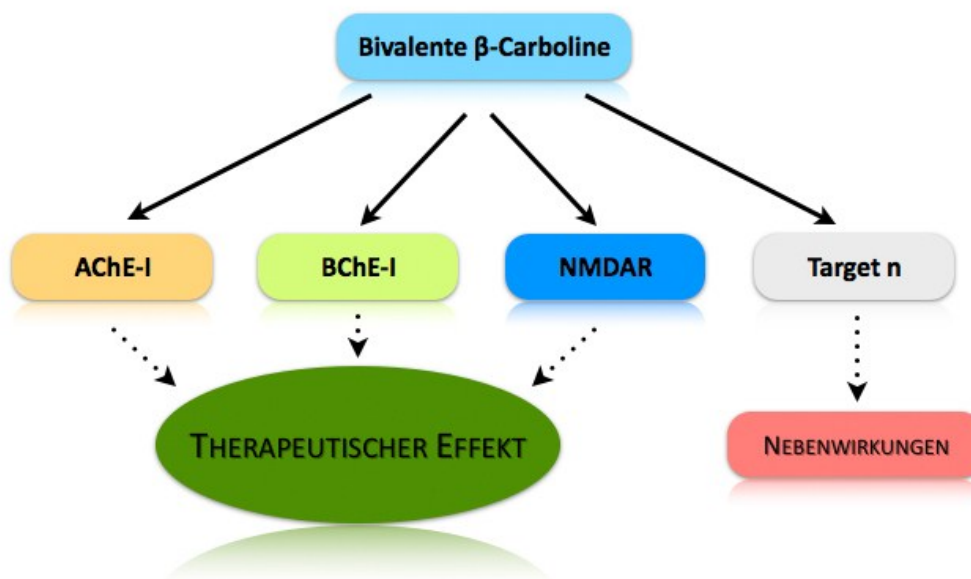 Bivalente β-Carboline
AChE-I
BChE-I
NMDAR
Target n
THERAPEUTISCHER EFFEKT
NEBENWIRKUNGEN